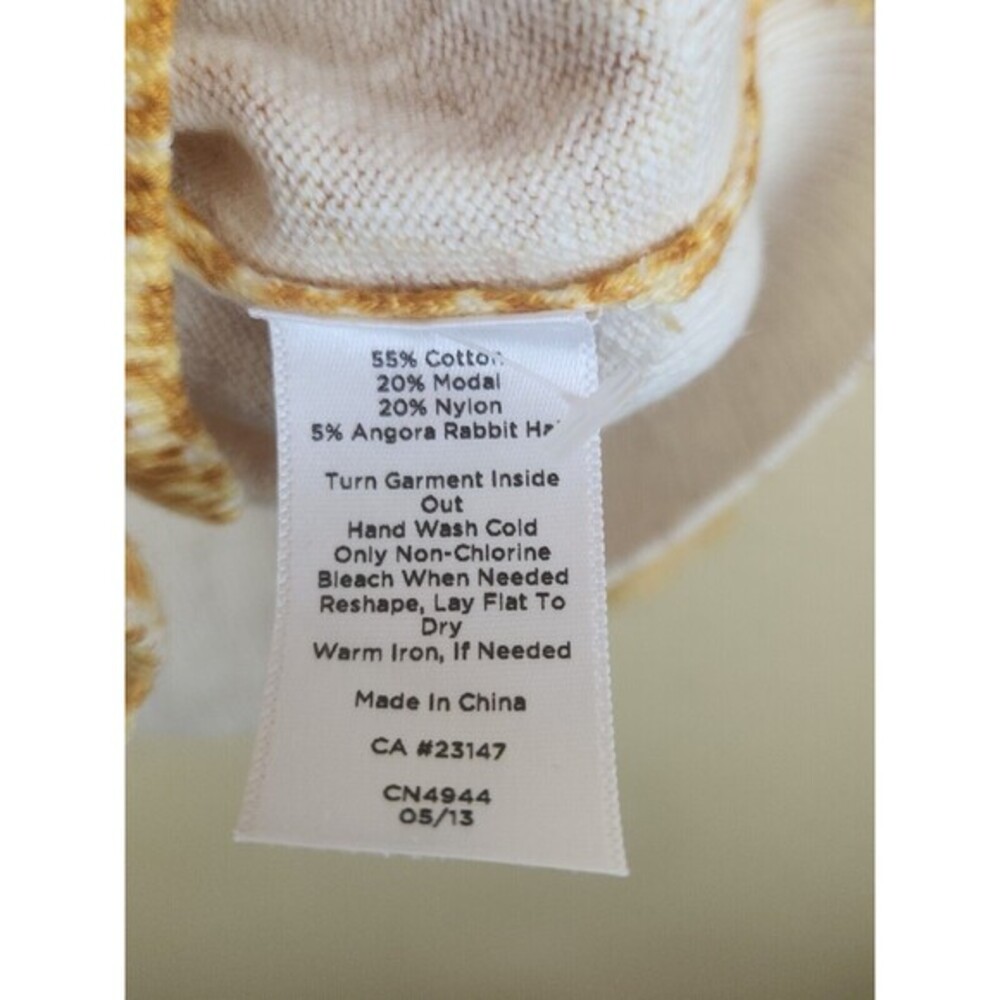 55% Cotton
20% Modal
20% Nylon
5% Angora Rabbit
Turn Garment Inside
Out
Hand Wash Cold
Only Non-Chlorine
Bleach When Needed
Reshape, Lay Flat To
Dry
Warm Iron, If Needed
Made In China
CA #23147
CN4944
05/13